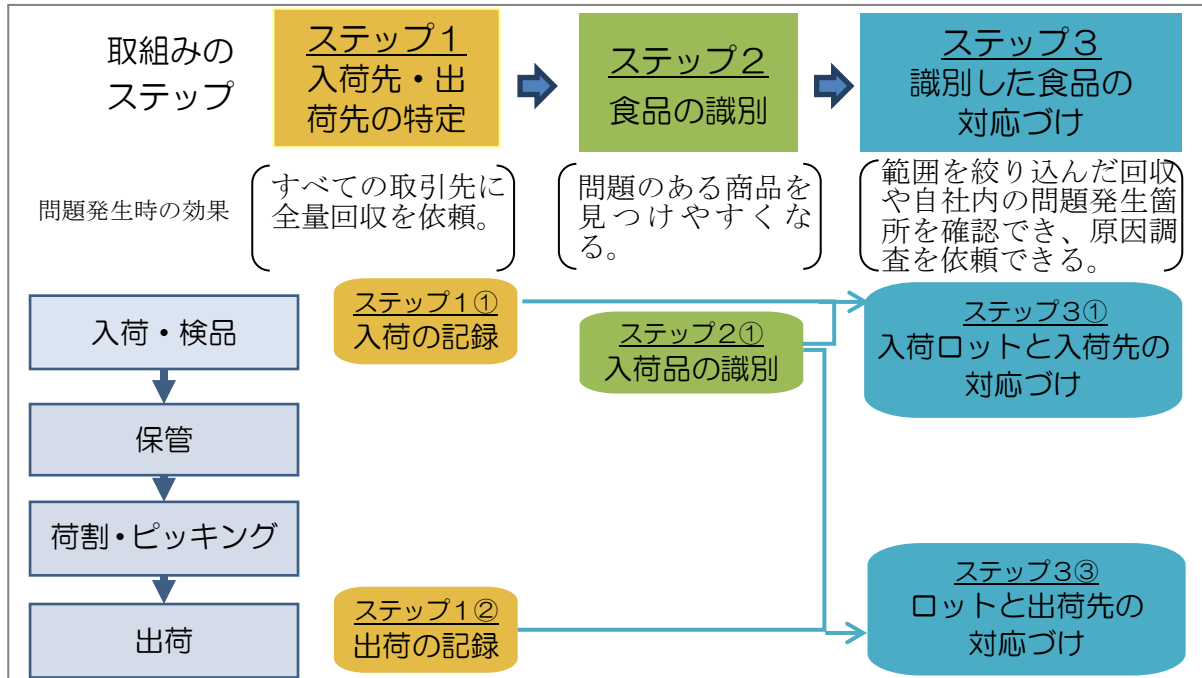 取組みの
ステップ
ステップ１
入荷先・出
荷先の特定
ステップ２
食品の識別
ステップ３
識別した食品の
対応づけ
問題発生時の効果
すべての取引先に
全量回収を依頼。
問題のある商品を
見つけやすくな
る。
範囲を絞り込んだ回収
や自社内の問題発生箇
所を確認でき、原因調
査を依頼できる。
入荷・検品
ステップ１①
入荷の記録
ステップ２①
入荷品の識別
ステップ３①
入荷ロットと入荷先の
対応づけ
保管
荷割・ピッキング
出荷
ステップ１②
出荷の記録
ステップ３③
ロットと出荷先の
対応づけ